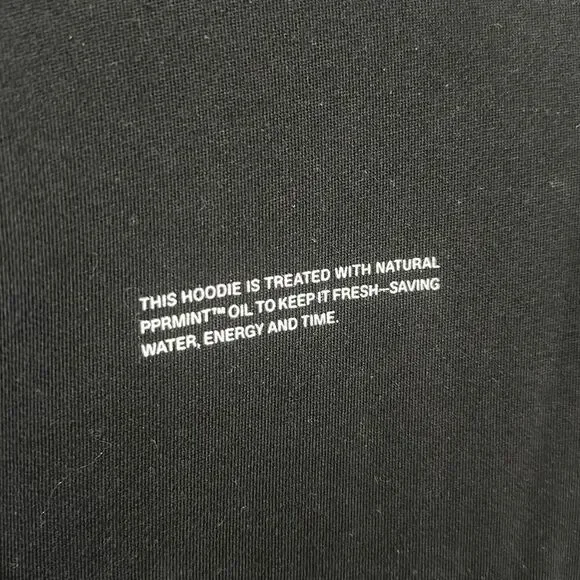 THIS HOODIE IS TREATED WITH NATURAL
PPRMINT™ OIL TO KEEP IT FRESH—SAVING
WATER, ENERGY AND TIME.